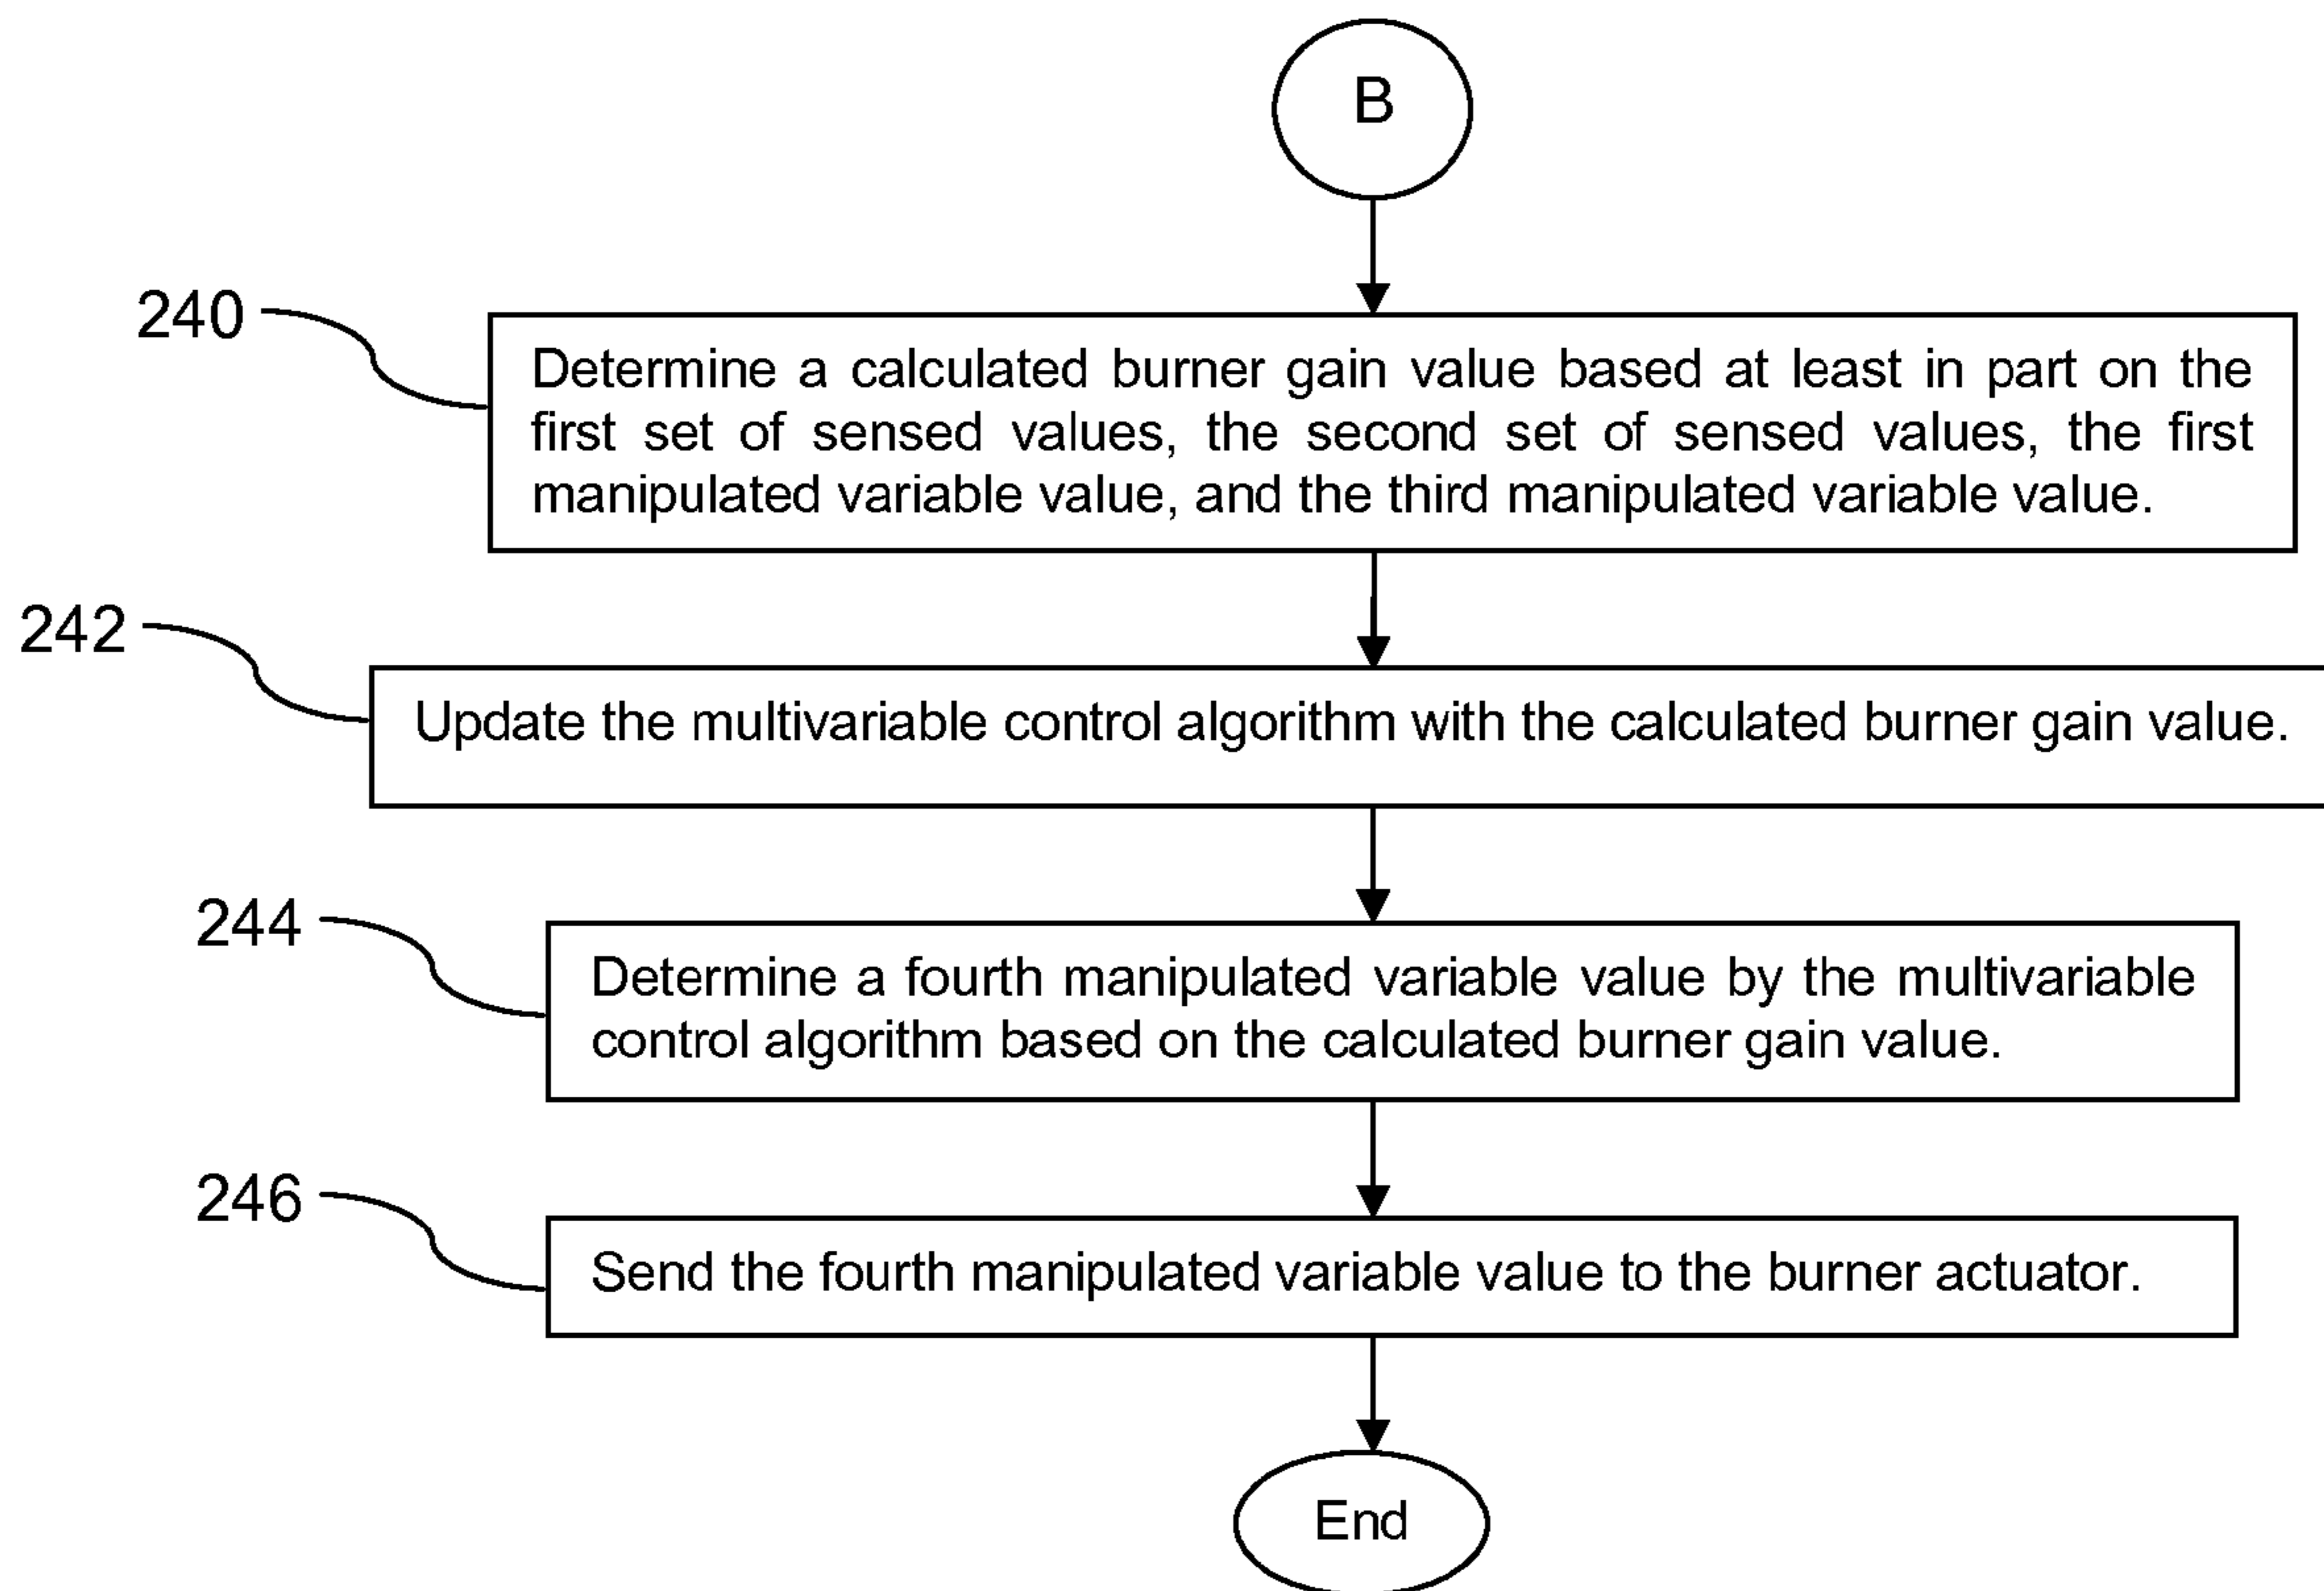 B
240
Determine a calculated burner gain value based at least in part on the
first set of sensed values, the second set of sensed values, the first
manipulated variable value, and the third manipulated variable value.
242
Update the multivariable control algorithm with the calculated burner gain value.
244
Determine a fourth manipulated variable value by the multivariable
control algorithm based on the calculated burner gain value.
246
Send the fourth manipulated variable value to the burner actuator.
End